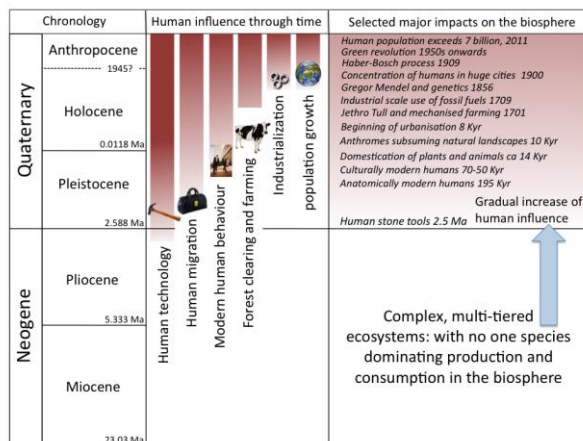 Chronology
Human influence through time
Selected major impacts on the biosphere
Quaternary
Anthropocene
1945?
Holocene
0.0118 Ma
Pleistocene
2.588 Ma
Neogene
Pliocene
5.333 Ma
Miocene
23.03 Ma
Human technology
Human migration
Modern human behaviour
Forest clearing and farming
Industrialization
population growth
Human population exceeds 7 billion, 2011
Green revolution 1950s onwards
Haber-Bosch process 1909
Concentration of humans in huge cities 1900
Gregor Mendel and genetics 1856
Industrial scale use of fossil fuels 1709
Jethro Tull and mechanised farming 1701
Beginning of urbanisation 8 Kyr
Anthromes subsuming natural landscapes 10 Kyr
Domestication of plants and animals ca 14 Kyr
Culturally modern humans 70-50 Kyr
Anatomically modern humans 195 Kyr
Gradual increase of
human influence
Human stone tools 2.5 Ma
Complex, multi-tiered
ecosystems: with no one species
dominating production and
consumption in the biosphere